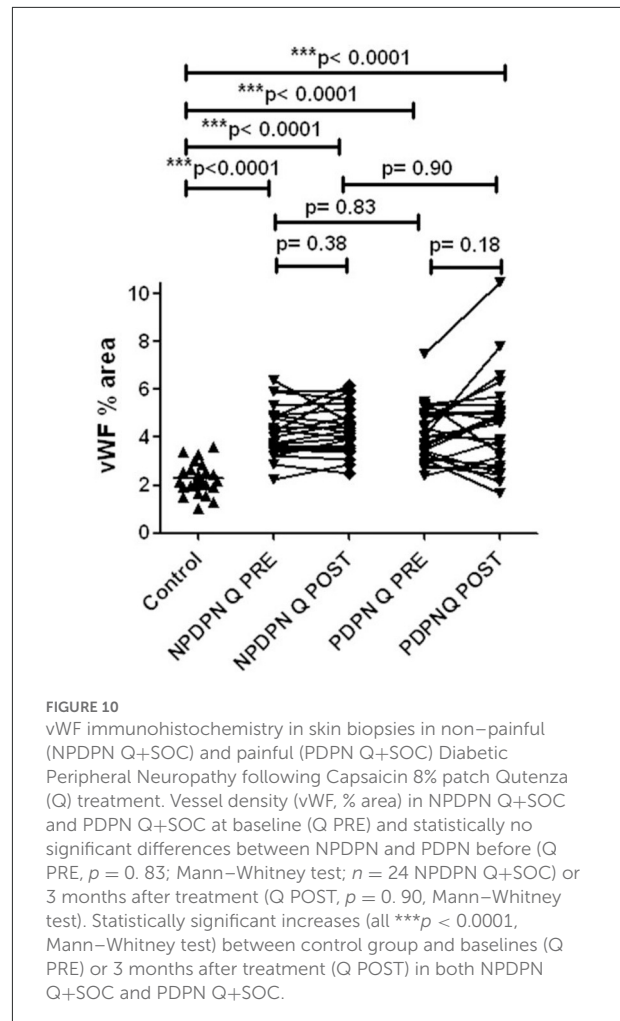 ***p< 0.0001
***p< 0.0001
***p< 0.0001
***p<0.0001
p= 0.90
p= 0.83
p= 0.38
p= 0.18
10
8
6
4
2
0
vWF % area
Control
NPDPN Q PRE
NPDPN Q POST
PDPN Q PRE
PDPNQ POST
FIGURE 10
vWF immunohistochemistry in skin biopsies in non–painful
(NPDPN Q+SOC) and painful (PDPN Q+SOC) Diabetic
Peripheral Neuropathy following Capsaicin 8% patch Qutenza
(Q) treatment. Vessel density (vWF, % area) in NPDPN Q+SOC
and PDPN Q+SOC at baseline (Q PRE) and statistically no
significant differences between NPDPN and PDPN before (Q
PRE, p = 0. 83; Mann–Whitney test; n = 24 NPDPN Q+SOC) or
3 months after treatment (Q POST, p = 0. 90, Mann–Whitney
test). Statistically significant increases (all ***p < 0.0001,
Mann–Whitney test) between control group and baselines (Q
PRE) or 3 months after treatment (Q POST) in both NPDPN
Q+SOC and PDPN Q+SOC.